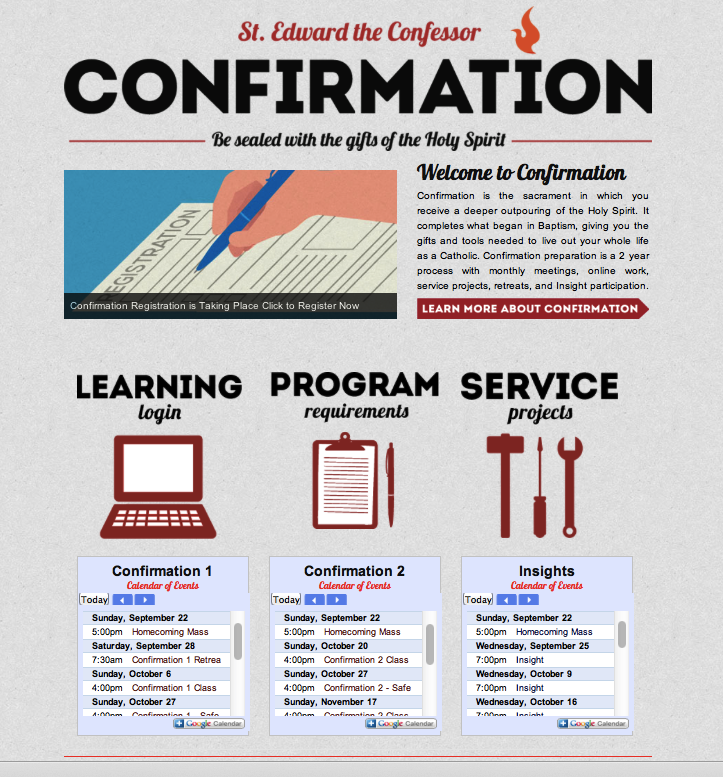 St. Edward the Confessor
CONFIRMATION
Be sealed with the gifts of the Holy Spirit
REGISTRATION
Confirmation Registration is Taking Place Click to Register Now
Welcome to Confirmation
Confirmation is the sacrament in which you
receive a deeper outpouring of the Holy Spirit. It
completes what began in Baptism, giving you the
gifts and tools needed to live out your whole life
as a Catholic. Confirmation preparation is a 2 year
process with monthly meetings, online work,
service projects, retreats, and Insight participation.
LEARN MORE ABOUT CONFIRMATION
LEARNING
login
PROGRAM
requirements
SERVICE
projects
Confirmation 1
Calendar of Events
Today
Sunday, September 22
5:00pm Homecoming Mass
Saturday, September 28
7:30am Confirmation 1 Retrea
Sunday, October 6
4:00pm Confirmation 1 Class
Sunday, October 27
4:00pm Confirmation 1 - Safe
Google Calendar
Confirmation 2
Calendar of Events
Today
Sunday, September 22
5:00pm Homecoming Mass
Sunday, October 20
4:00pm Confirmation 2 Class
Sunday, October 27
4:00pm Confirmation 2 - Safe
Sunday, November 17
4:00pm Confirmation 2 Class
Google Calendar
Insights
Calendar of Events
Today
Sunday, September 22
5:00pm Homecoming Mass
Wednesday, September 25
7:00pm Insight
Wednesday, October 9
7:00pm Insight
Wednesday, October 16
7:00pm Insight
Google Calendar